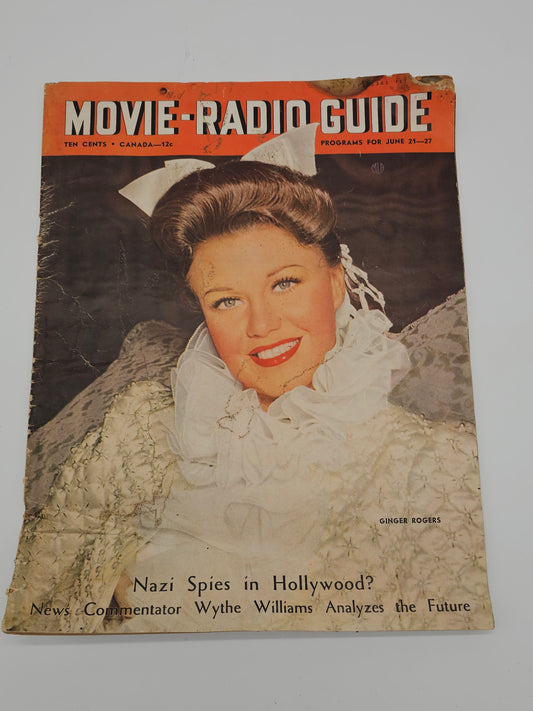 MOVIE-RADIO GUIDE
TEN CENTS • CANADA—12c
PROGRAMS FOR JUNE 21—27
GINGER ROGERS
Nazi Spies in Hollywood?
News Commentator Wythe Williams Analyzes the Future